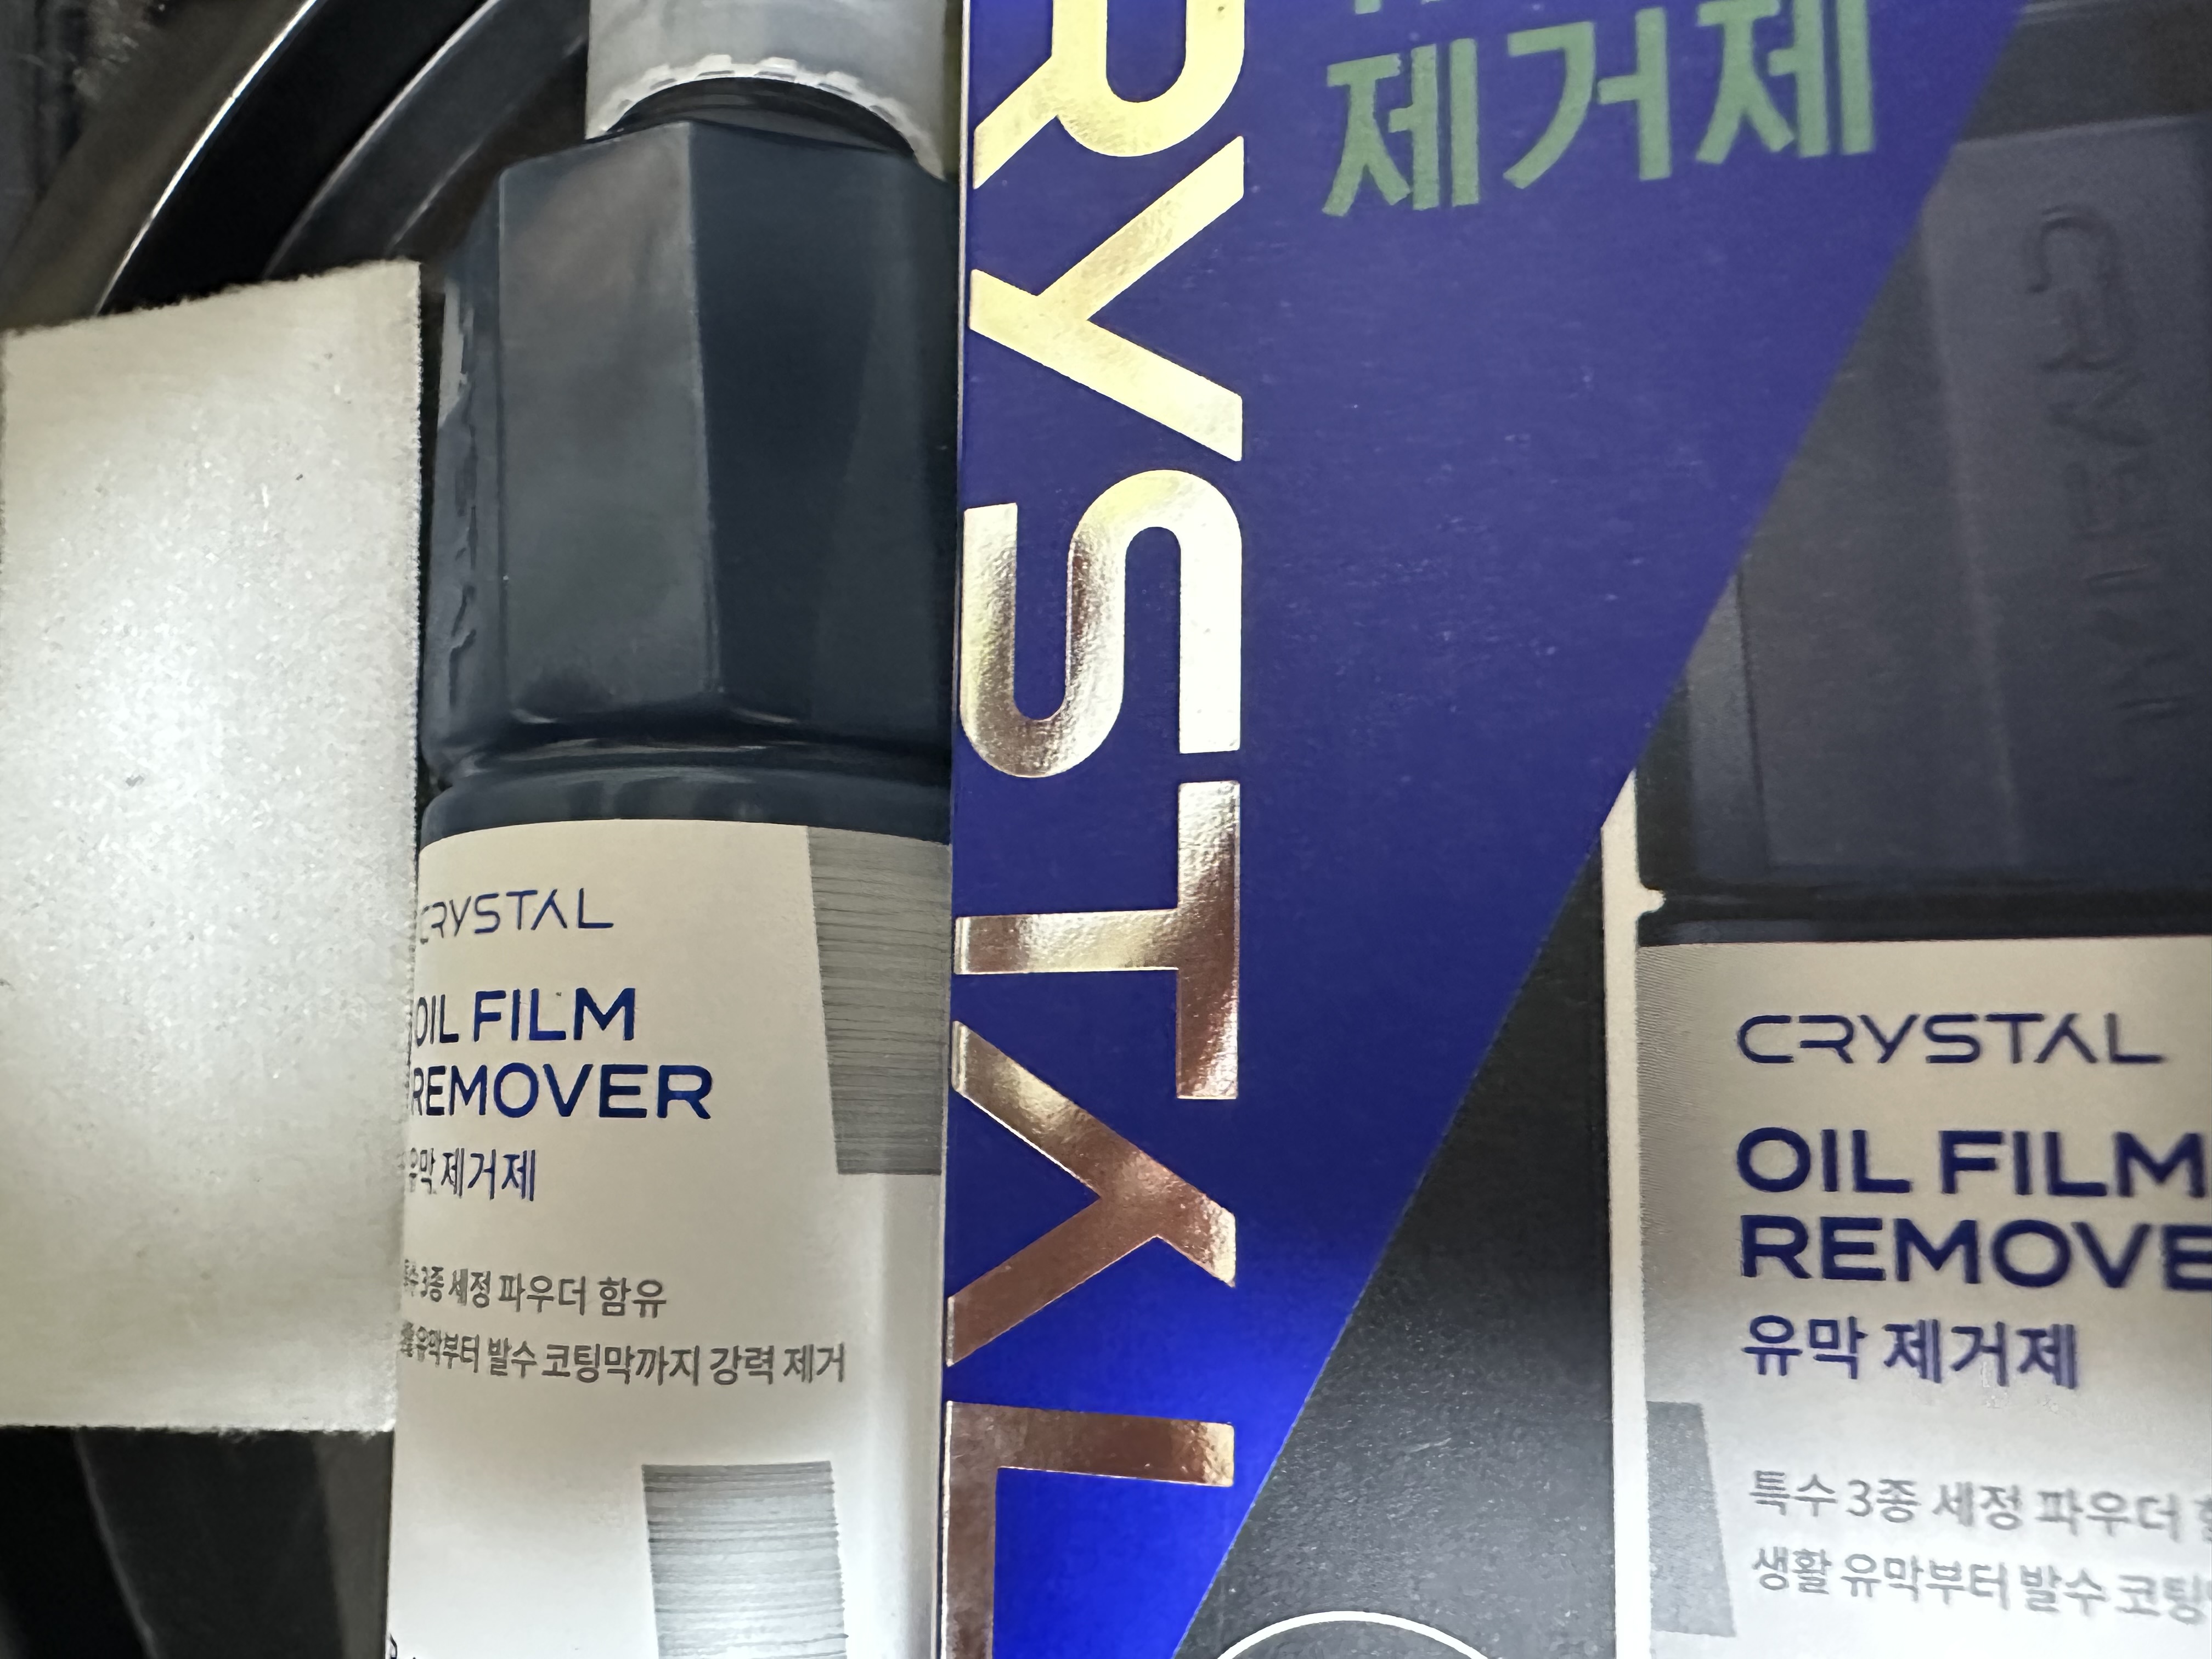 CRYSTAL
OIL FILM
REMOVER
유막 제거제
특수 3종 세정 파우더 함유
생활 유막부터 발수 코팅막까지 강력 제거
RYSTAL
제거제
CRYSTAL
CRYSTAL
OIL FILM
REMOVE
유막 제거제
특수 3종 세정 파우더
생활 유막부터 발수 코팅